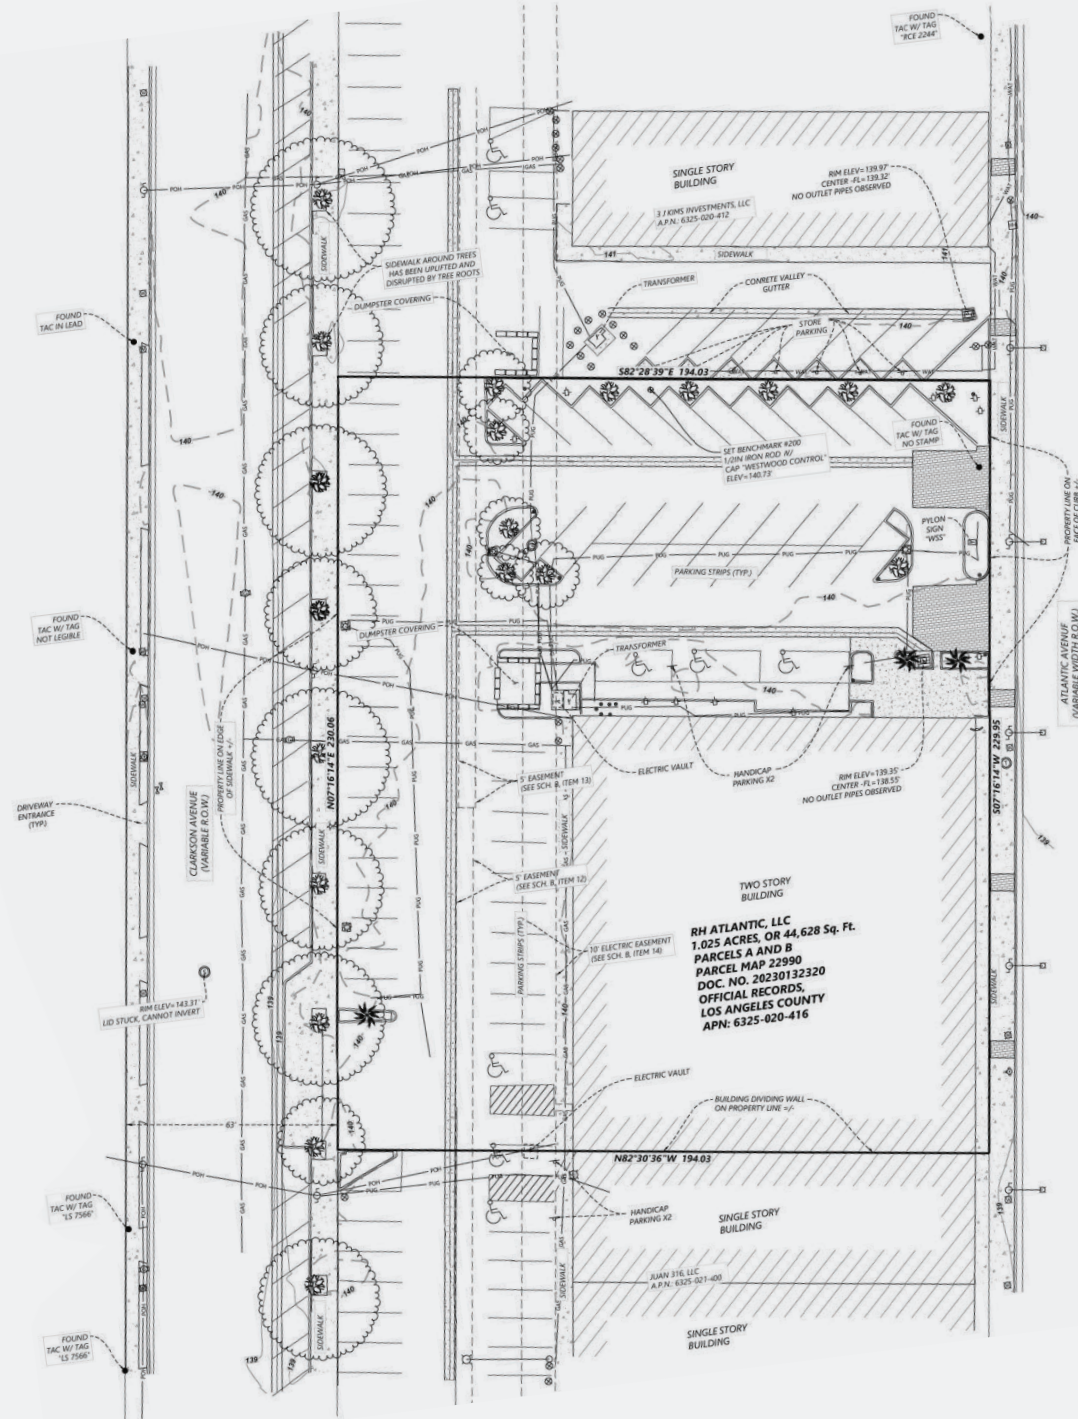 FOUND
TAC W/ TAG
"RCE 2244"
SINGLE STORY
BUILDING
RIM ELEV=139.97'
CENTER -FL=139.32'
NO OUTLET PIPES OBSERVED
3 J KIMS INVESTMENTS, LLC
A.P.N.: 6325-020-412
SIDEWALK
SIDEWALK AROUND TREES
HAS BEEN UPLIFTED AND
DISRUPTED BY TREE ROOTS
TRANSFORMER
CONRETE VALLEY
GUTTER
DUMPSTER COVERING
STORE
PARKING
FOUND
TAC IN LEAD
S82°28'39"E 194.03
FOUND
TAC W/ TAG
NO STAMP
SET BENCHMARK #200
1/2IN IRON ROD W/
CAP "WESTWOOD CONTROL"
ELEV=140.73'
PROPERTY LINE ON
FACE OF CURB +/-
PYLON
SIGN
"WSS"
PARKING STRIPS (TYP.)
FOUND
TAC W/ TAG
NOT LEGIBLE
DUMPSTER COVERING
TRANSFORMER
ATLANTIC AVENUE
(VARIABLE WIDTH R.O.W.)
N07°16'14"E 230.06
S07°16'14"W 229.95
PROPERTY LINE ON EDGE
OF SIDEWALK +/-
5' EASEMENT
(SEE SCH. B, ITEM 13)
ELECTRIC VAULT
HANDICAP
PARKING X2
RIM ELEV=139.35'
CENTER -FL=138.55'
NO OUTLET PIPES OBSERVED
DRIVEWAY
ENTRANCE
(TYP.)
CLARKSON AVENUE
(VARIABLE R.O.W.)
SIDEWALK
SIDEWALK
5' EASEMENT
(SEE SCH. B, ITEM 12)
TWO STORY
BUILDING
RH ATLANTIC, LLC
1.025 ACRES, OR 44,628 Sq. Ft.
PARCELS A AND B
PARCEL MAP 22990
DOC. NO. 20230132320
OFFICIAL RECORDS,
LOS ANGELES COUNTY
APN: 6325-020-416
PARKING STRIPS (TYP.)
10' ELECTRIC EASEMENT
(SEE SCH. B, ITEM 14)
RIM ELEV=143.31'
LID STUCK, CANNOT INVERT
SIDEWALK
ELECTRIC VAULT
BUILDING DIVIDING WALL
ON PROPERTY LINE =/-
63'
N82°30'36"W 194.03
FOUND
TAC W/ TAG
"LS 7566"
HANDICAP
PARKING X2
SINGLE STORY
BUILDING
JUAN 316, LLC
A.P.N.: 6325-021-400
SIDEWALK
SIDEWALK
FOUND
TAC W/ TAG
"LS 7566"
SINGLE STORY
BUILDING